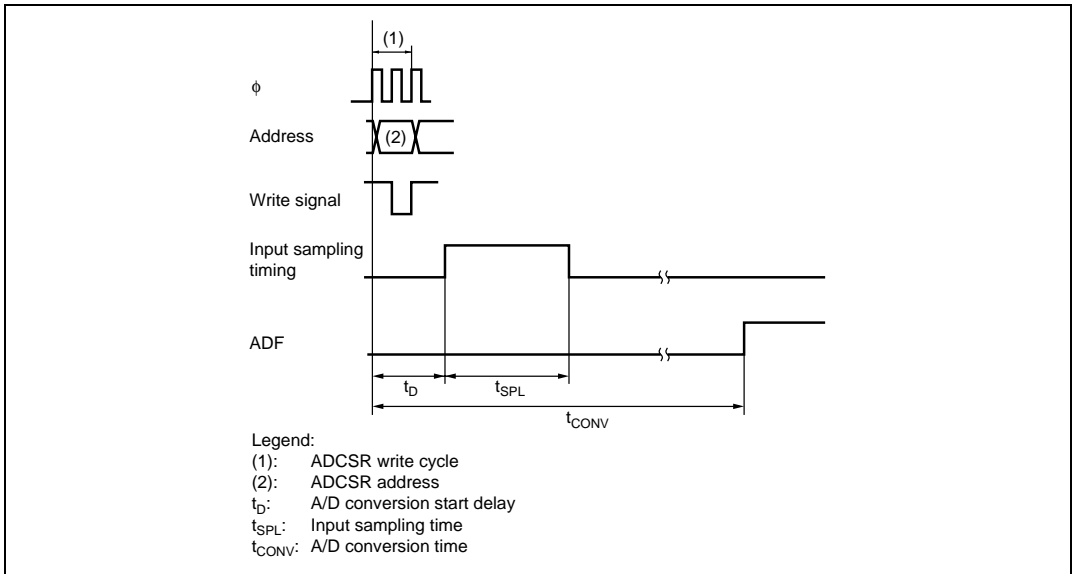 (1)
ϕ
Address
(2)
Write signal
Input sampling
timing
ADF
tD
tSPL
tCONV
Legend:
(1): ADCSR write cycle
(2): ADCSR address
tD: A/D conversion start delay
tSPL: Input sampling time
tCONV: A/D conversion time